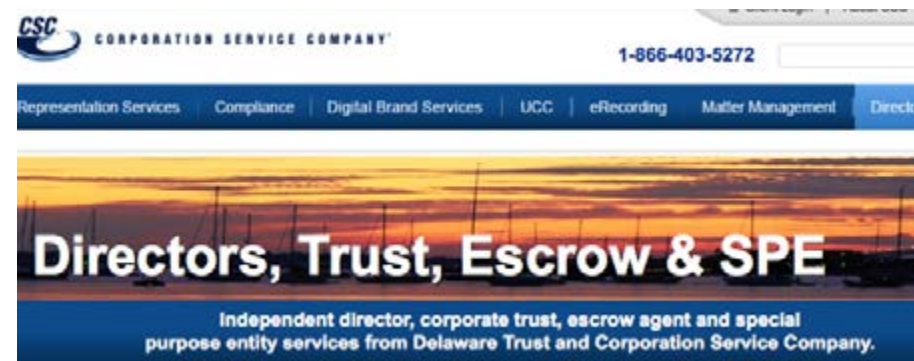 CSC
CORPORATION SERVICE COMPANY
1-866-403-5272
Representation Services Compliance Digital Brand Services UCC eRecording Matter Management Directo
Directors, Trust, Escrow & SPE
Independent director, corporate trust, escrow agent and special
purpose entity services from Delaware Trust and Corporation Service Company.